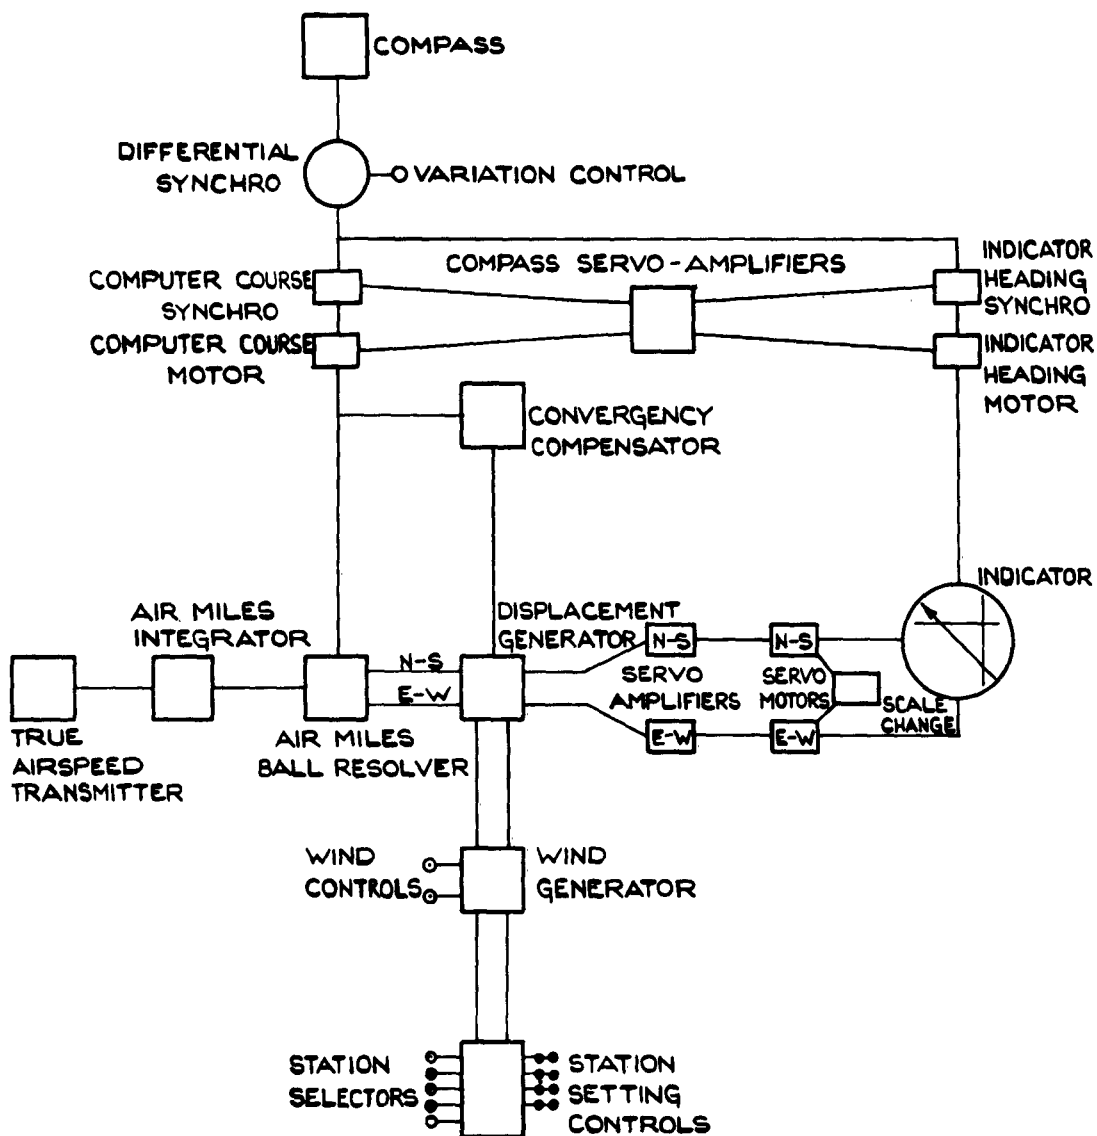 COMPASS
DIFFERENTIAL
SYNCHRO
VARIATION CONTROL
COMPUTER COURSE
SYNCHRO
COMPASS SERVO-AMPLIFIERS
INDICATOR
HEADING
SYNCHRO
COMPUTER COURSE
MOTOR
INDICATOR
HEADING
MOTOR
CONVERGENCY
COMPENSATOR
INDICATOR
AIR MILES
INTEGRATOR
DISPLACEMENT
GENERATOR
N-S
N-S
N-S
E-W
SERVO
AMPLIFIERS
SERVO
MOTORS
SCALE
CHANGE
E-W
E-W
TRUE
AIRSPEED
TRANSMITTER
AIR MILES
BALL RESOLVER
WIND
CONTROLS
WIND
GENERATOR
STATION
SELECTORS
STATION
SETTING
CONTROLS